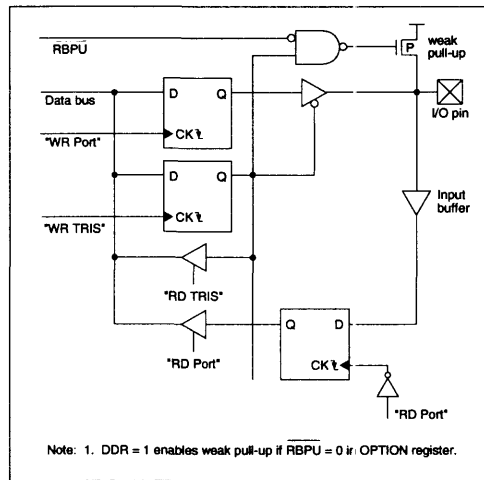 RBPU
weak
pull-up
P
Data bus
D
Q
I/O pin
"WR Port"
CK
D
Q
Input
buffer
"WR TRIS"
CK
"RD TRIS"
Q
D
"RD Port"
CK
"RD Port"
Note: 1. DDR = 1 enables weak pull-up if RBPU = 0 in OPTION register.